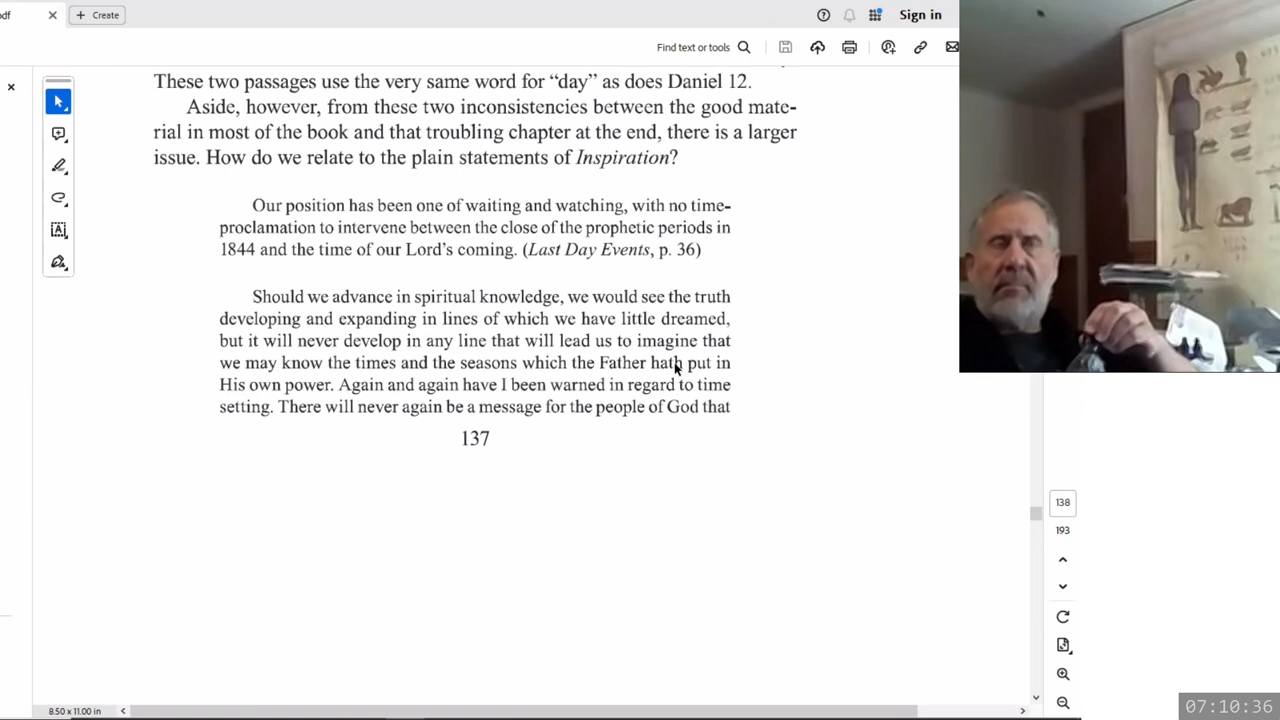 df
Create
Sign in
Find text or tools
These two passages use the very same word for “day” as does Daniel 12.
Aside, however, from these two inconsistencies between the good mate-
rial in most of the book and that troubling chapter at the end, there is a larger
issue. How do we relate to the plain statements of Inspiration?
Our position has been one of waiting and watching, with no time-
proclamation to intervene between the close of the prophetic periods in
1844 and the time of our Lord’s coming. (Last Day Events, p. 36)
Should we advance in spiritual knowledge, we would see the truth
developing and expanding in lines of which we have little dreamed,
but it will never develop in any line that will lead us to imagine that
we may know the times and the seasons which the Father hath put in
His own power. Again and again have I been warned in regard to time
setting. There will never again be a message for the people of God that
137
138
193
8.50 x 11.00 in
07:10:36